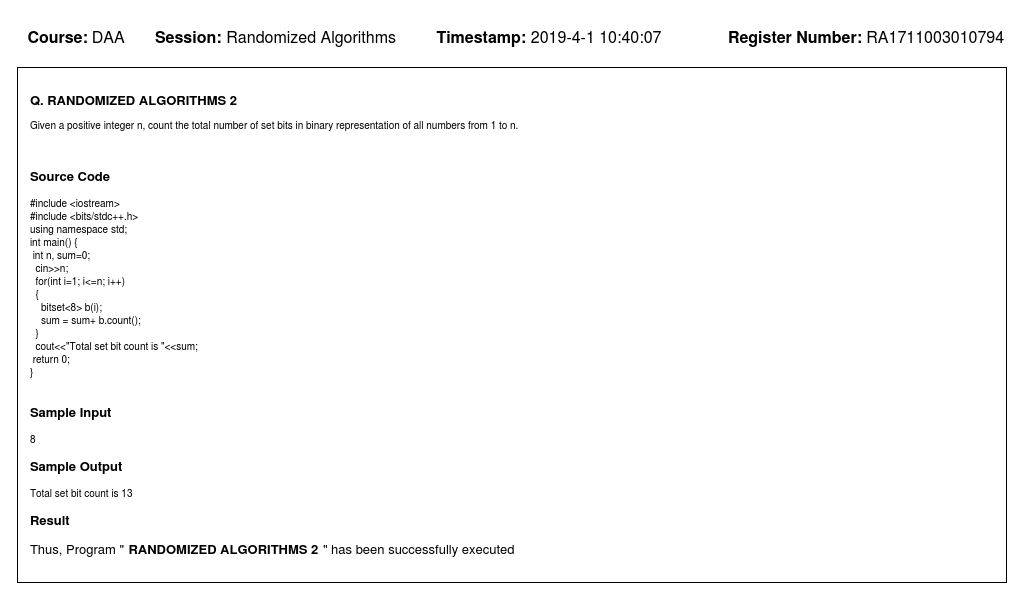 Course: DAA Session: Randomized Algorithms Timestamp: 2019-4-1 10:40:07 Register Number: RA1711003010794
Q. RANDOMIZED ALGORITHMS 2
Given a positive integer n, count the total number of set bits in binary representation of all numbers from 1 to n.
Source Code
#include <iostream>
#include <bits/stdc++.h>
using namespace std;
int main() {
 int n, sum=0;
  cin>>n;
  for(int i=1; i<=n; i++)
  {
    bitset<8> b(i);
    sum = sum+ b.count();
  }
  cout<<"Total set bit count is "<<sum;
 return 0;
}
Sample Input
8
Sample Output
Total set bit count is 13
Result
Thus, Program " RANDOMIZED ALGORITHMS 2 " has been successfully executed